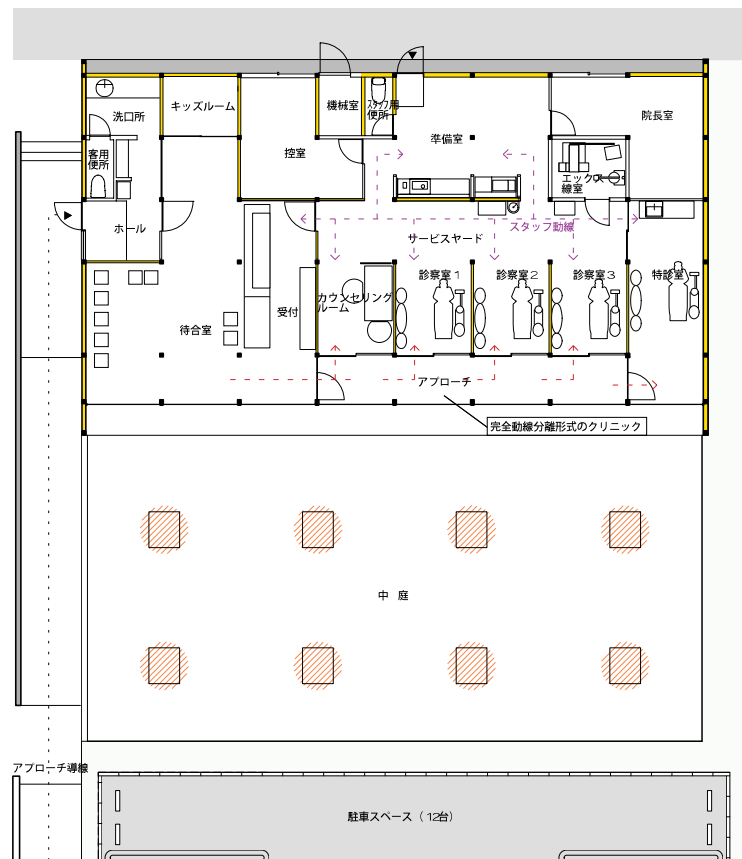 キッズルーム
機械室
スタッフ用
便所
洗口所
院長室
準備室
控室
客用
便所
エックス
線室
ホール
スタッフ動線
サービスヤード
診察室1
診察室2
診察室3
特診室
カウンセリング
ルーム
受付
待合室
アプローチ
完全動線分離形式のクリニック
中 庭
アプローチ導線
駐車スペース（12台）